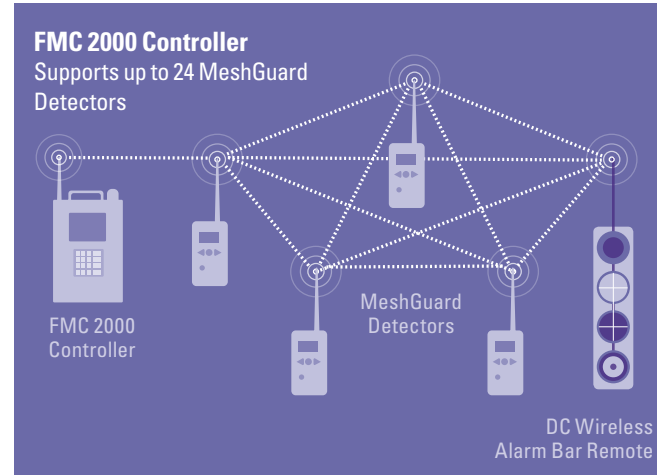 FMC 2000 Controller
Supports up to 24 MeshGuard
Detectors
FMC 2000
Controller
MeshGuard
Detectors
DC Wireless
Alarm Bar Remote